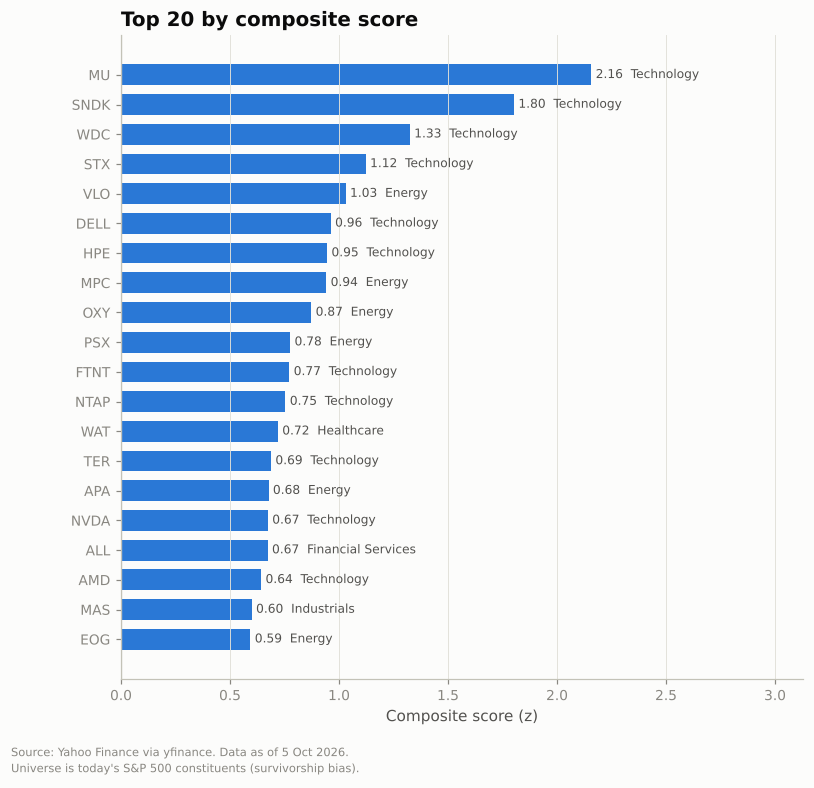 Top 20 by composite score
MU 2.16 Technology
SNDK 1.80 Technology
WDC 1.33 Technology
STX 1.12 Technology
VLO 1.03 Energy
DELL 0.96 Technology
HPE 0.95 Technology
MPC 0.94 Energy
OXY 0.87 Energy
PSX 0.78 Energy
FTNT 0.77 Technology
NTAP 0.75 Technology
WAT 0.72 Healthcare
TER 0.69 Technology
APA 0.68 Energy
NVDA 0.67 Technology
ALL 0.67 Financial Services
AMD 0.64 Technology
MAS 0.60 Industrials
EOG 0.59 Energy
0.0 0.5 1.0 1.5 2.0 2.5 3.0
Composite score (z)
Source: Yahoo Finance via yfinance. Data as of 5 Oct 2026.
Universe is today's S&P 500 constituents (survivorship bias).